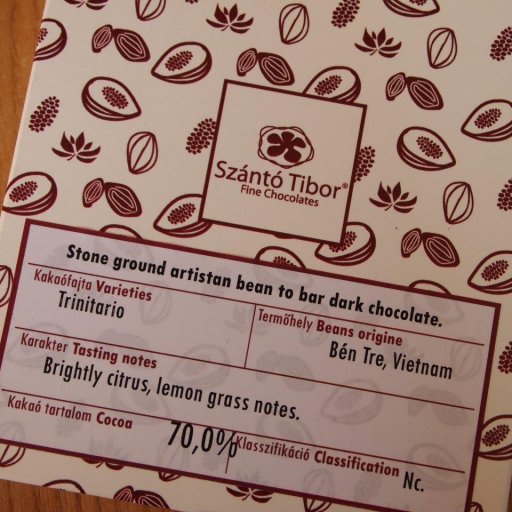 Szántó Tibor®
Fine Chocolates
Stone ground artistan bean to bar dark chocolate.
Kakaófajta Varieties
Trinitario
Termőhely Beans origine
Bén Tre, Vietnam
Karakter Tasting notes
Brightly citrus, lemon grass notes.
Kakaó tartalom Cocoa
70,0%
Klasszifikáció Classification
Nc.